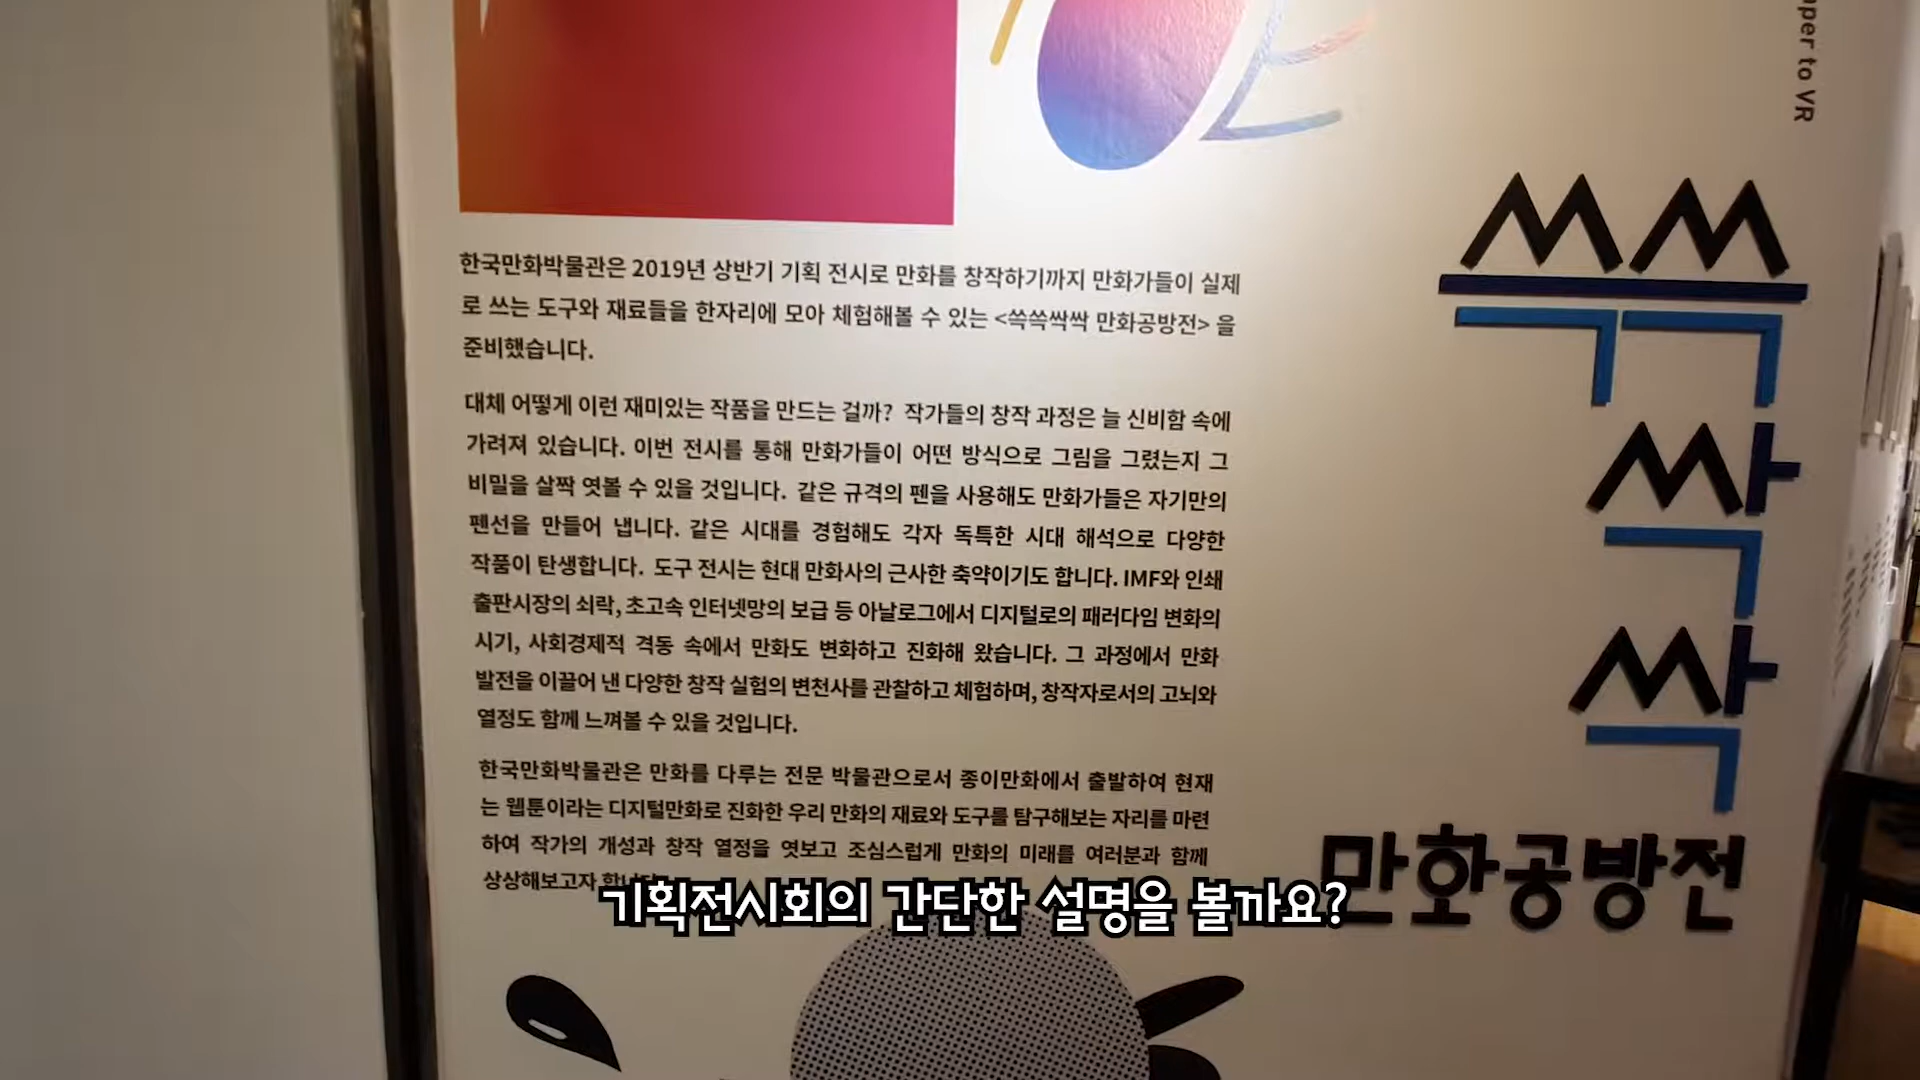 한국만화박물관은 2019년 상반기 기획 전시로 만화를 창작하기까지 만화가들이 실제
로 쓰는 도구와 재료들을 한자리에 모아 체험해볼 수 있는 <쓱쓱싹싹 만화공방전> 을
준비했습니다.
대체 어떻게 이런 재미있는 작품을 만드는 걸까? 작가들의 창작 과정은 늘 신비함 속에
가려져 있습니다. 이번 전시를 통해 만화가들이 어떤 방식으로 그림을 그렸는지 그
비밀을 살짝 엿볼 수 있을 것입니다. 같은 규격의 펜을 사용해도 만화가들은 자기만의
펜선을 만들어 냅니다. 같은 시대를 경험해도 각자 독특한 시대 해석으로 다양한
작품이 탄생합니다. 도구 전시는 현대 만화사의 근사한 축약이기도 합니다. IMF와 인쇄
출판시장의 쇠락, 초고속 인터넷망의 보급 등 아날로그에서 디지털로의 패러다임 변화의
시기, 사회경제적 격동 속에서 만화도 변화하고 진화해 왔습니다. 그 과정에서 만화
발전을 이끌어 낸 다양한 창작 실험의 변천사를 관찰하고 체험하며, 창작자로서의 고뇌와
열정도 함께 느껴볼 수 있을 것입니다.
한국만화박물관은 만화를 다루는 전문 박물관으로서 종이만화에서 출발하여 현재
는 웹툰이라는 디지털만화로 진화한 우리 만화의 재료와 도구를 탐구해보는 자리를 마련
하여 작가의 개성과 창작 열정을 엿보고 조심스럽게 만화의 미래를 여러분과 함께
상상해보고자
to VR
쓱쓱
싹
싹
만화공방전
기획전시회의 간단한 설명을 볼까요?